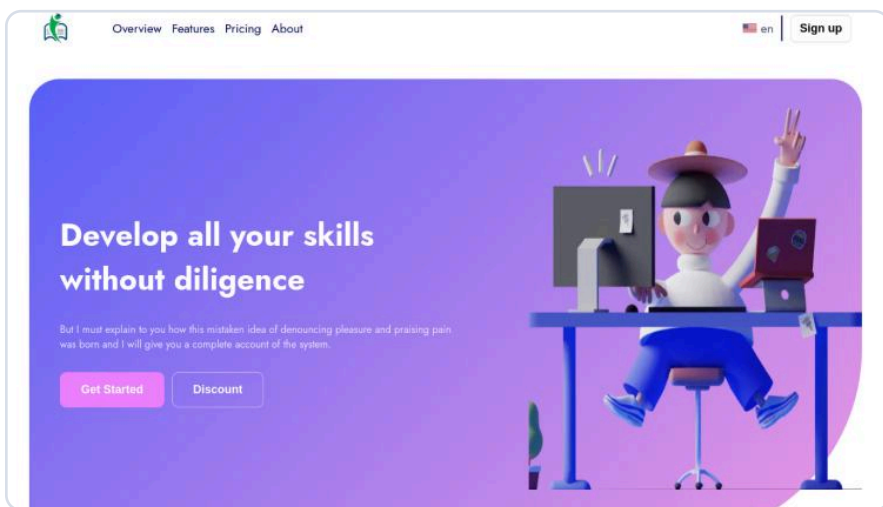 Overview Features Pricing About
en
Sign up
Develop all your skills
without diligence
But I must explain to you how this mistaken idea of denouncing pleasure and praising pain
was born and I will give you a complete account of the system.
Get Started
Discount